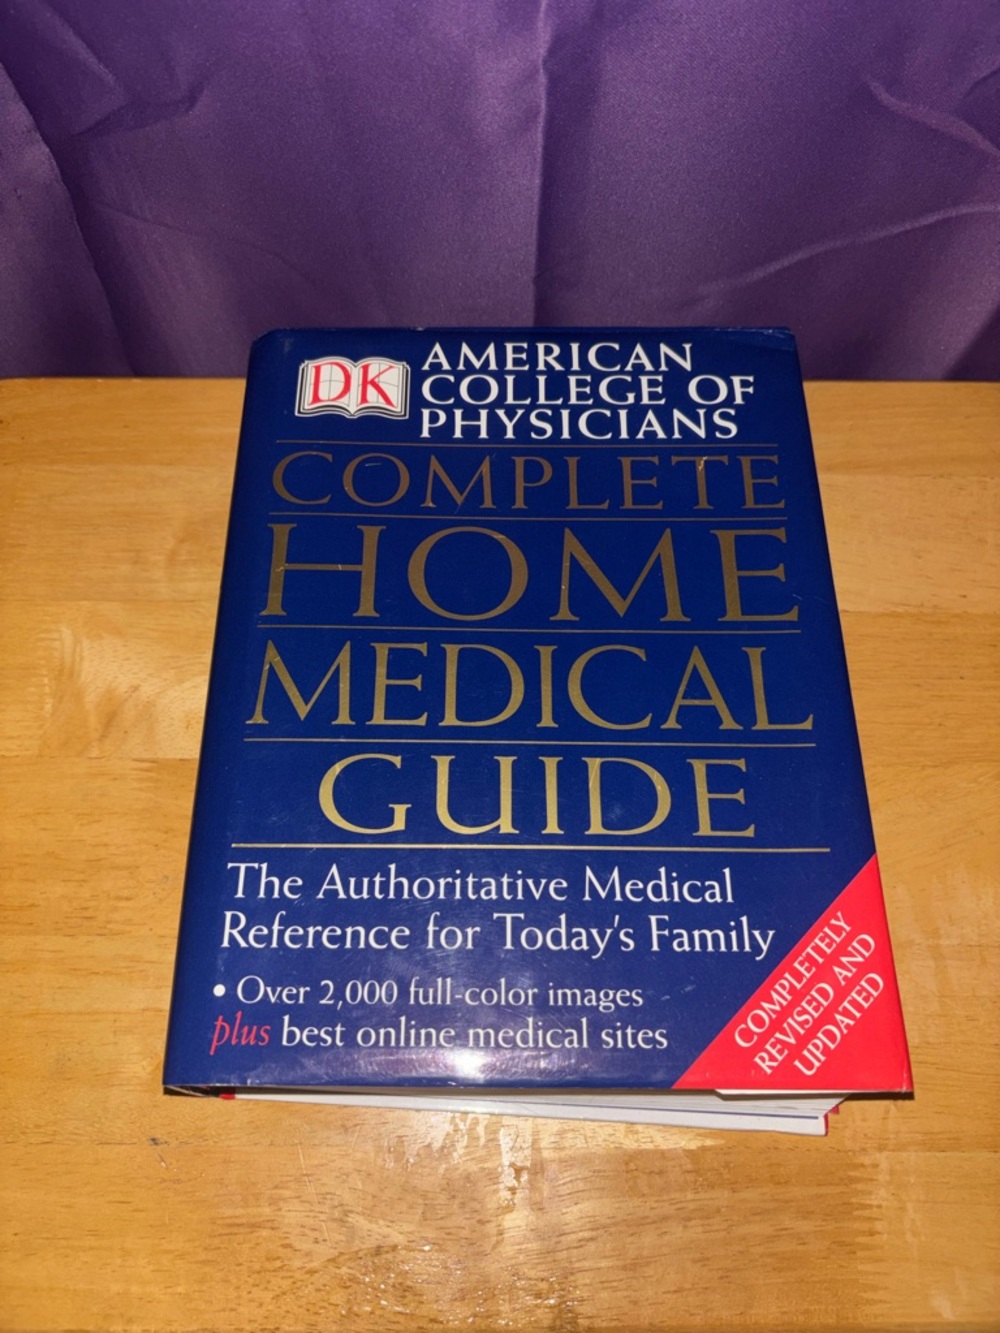 DK
AMERICAN
COLLEGE OF
PHYSICIANS
COMPLETE
HOME
MEDICAL
GUIDE
The Authoritative Medical
Reference for Today's Family
• Over 2,000 full-color images
plus best online medical sites
COMPLETELY
REVISED AND
UPDATED